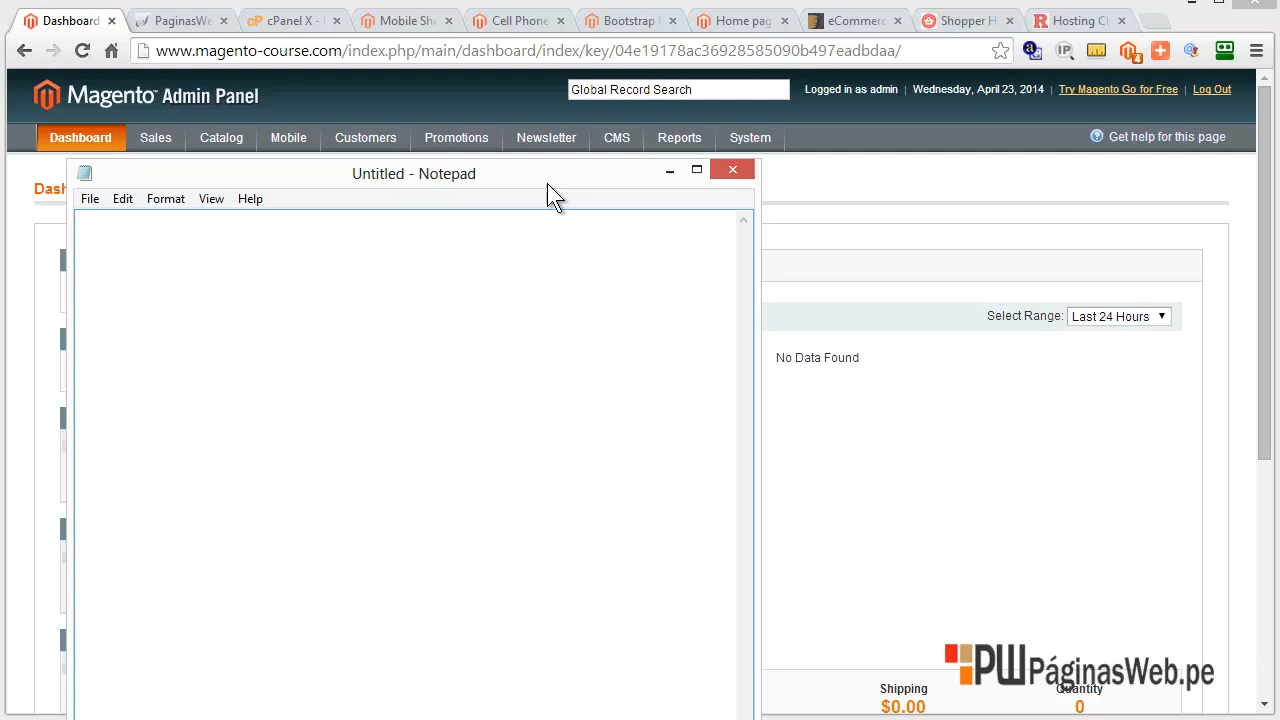 Dashboard
PaginasWe
cPanel X -
Mobile Sh
Cell Phone
Bootstrap
Home pag
eCommerc
Shopper H
Hosting Cl
www.magento-course.com/index.php/main/dashboard/index/key/04e19178ac36928585090b497eadbdaa/
IP
4
Magento Admin Panel
Global Record Search
Logged in as admin | Wednesday, April 23, 2014 | Try Magento Go for Free | Log Out
Dashboard Sales Catalog Mobile Customers Promotions Newsletter CMS Reports System
Get help for this page
Dash
Untitled - Notepad
File Edit Format View Help
Select Range: Last 24 Hours
No Data Found
PW PáginasWeb.pe
Shipping Quantity
$0.00 0